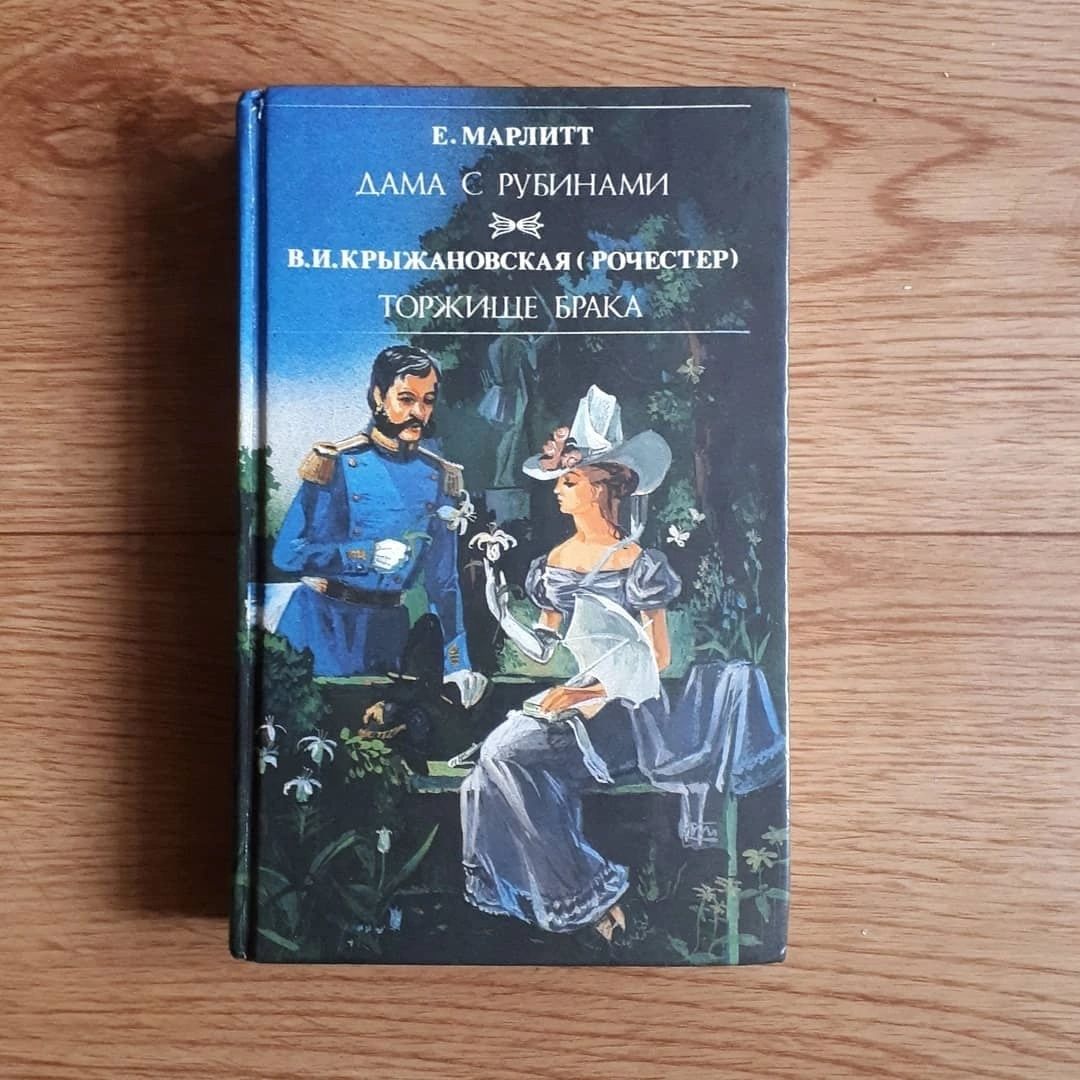 Е. МАРЛИТТ
ДАМА С РУБИНАМИ
В.И.КРЫЖАНОВСКАЯ(РОЧЕСТЕР)
ТОРЖИЩЕ БРАКА